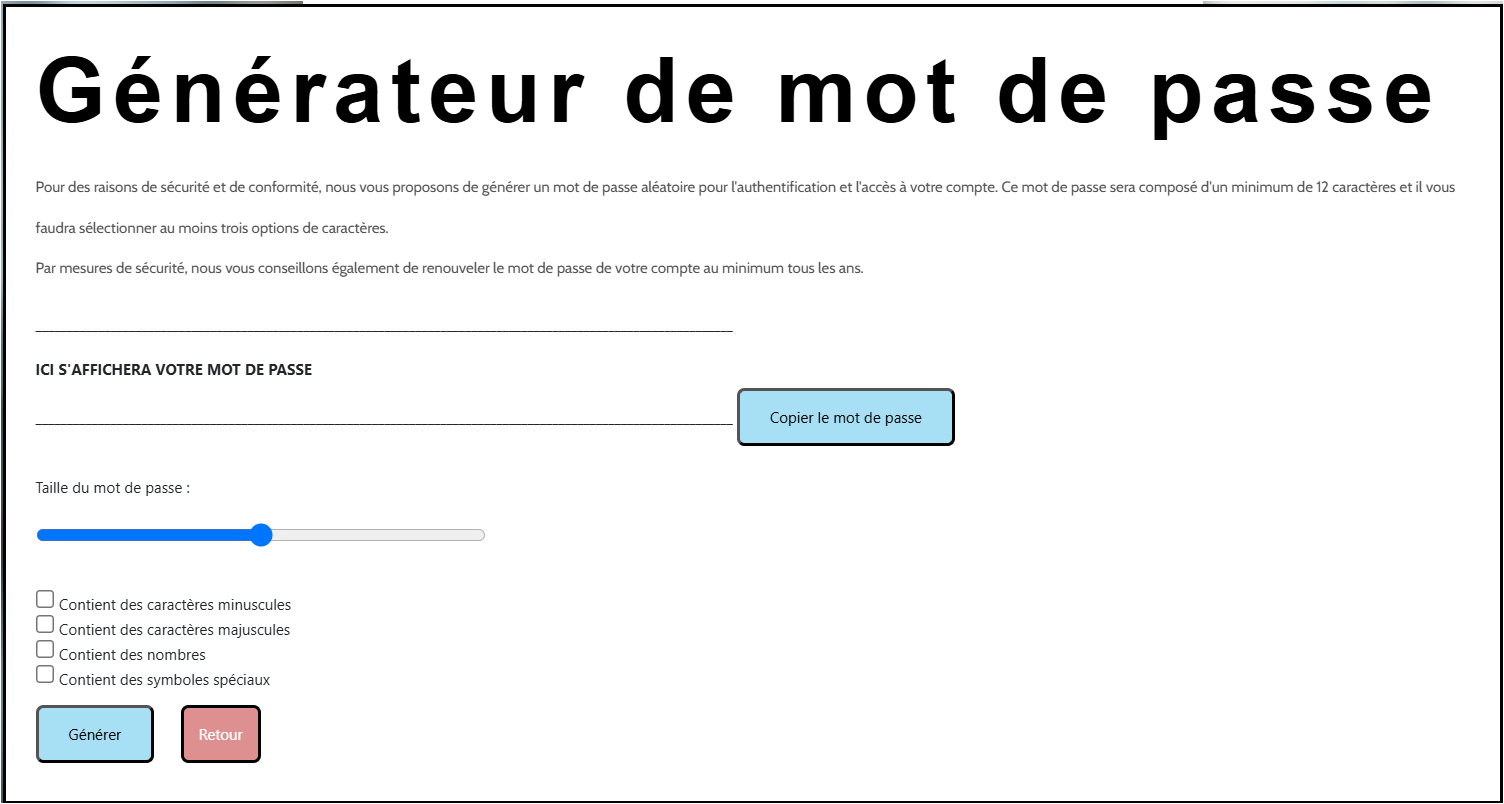 Générateur de mot de passe
Pour des raisons de sécurité et de conformité, nous vous proposons de générer un mot de passe aléatoire pour l'authentification et l'accès à votre compte. Ce mot de passe sera composé d'un minimum de 12 caractères et il vous
faudra sélectionner au moins trois options de caractères.
Par mesures de sécurité, nous vous conseillons également de renouveler le mot de passe de votre compte au minimum tous les ans.
ICI S'AFFICHERA VOTRE MOT DE PASSE
Copier le mot de passe
Taille du mot de passe :
Contient des caractères minuscules
Contient des caractères majuscules
Contient des nombres
Contient des symboles spéciaux
Générer Retour